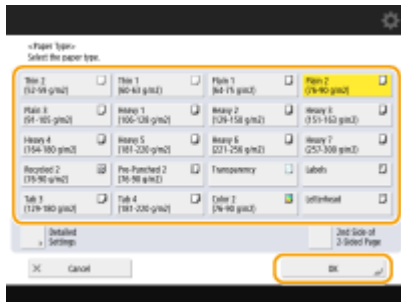 <Paper Type>
Select the paper type.
Thin 2 Thin 1 Plain 1 Plain 2
(52-59 g/m2) (60-63 g/m2) (64-75 g/m2) (76-90 g/m2)
Plain 3 Heavy 1 Heavy 2 Heavy 3
(91-105 g/m2) (106-128 g/m2) (129-150 g/m2) (151-163 g/m2)
Heavy 4 Heavy 5 Heavy 6 Heavy 7
(164-180 g/m2) (181-220 g/m2) (221-256 g/m2) (257-300 g/m2)
Recycled 2 Pre-Punched 2 Transparency Labels
(76-90 g/m2) (76-90 g/m2)
Tab 3 Tab 4 Color 2 Letterhead
(129-180 g/m2) (181-220 g/m2) (76-90 g/m2)
Detailed 2nd Side of
Settings 2-Sided Page
Cancel OK